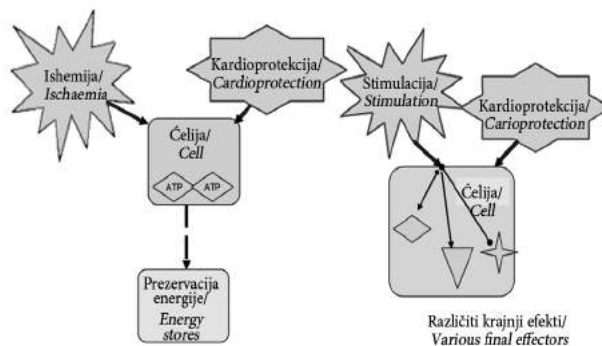 Ishemija/
Ischaemia
Kardioprotekcija/
Cardioprotection
Ćelija/
Cell
ATP
ATP
Prezervacija
energije/
Energy
stores
Stimulacija/
Stimulation
Kardioprotekcija/
Carioprotection
Ćelija/
Cell
Različiti krajnji efekti/
Various final effectors